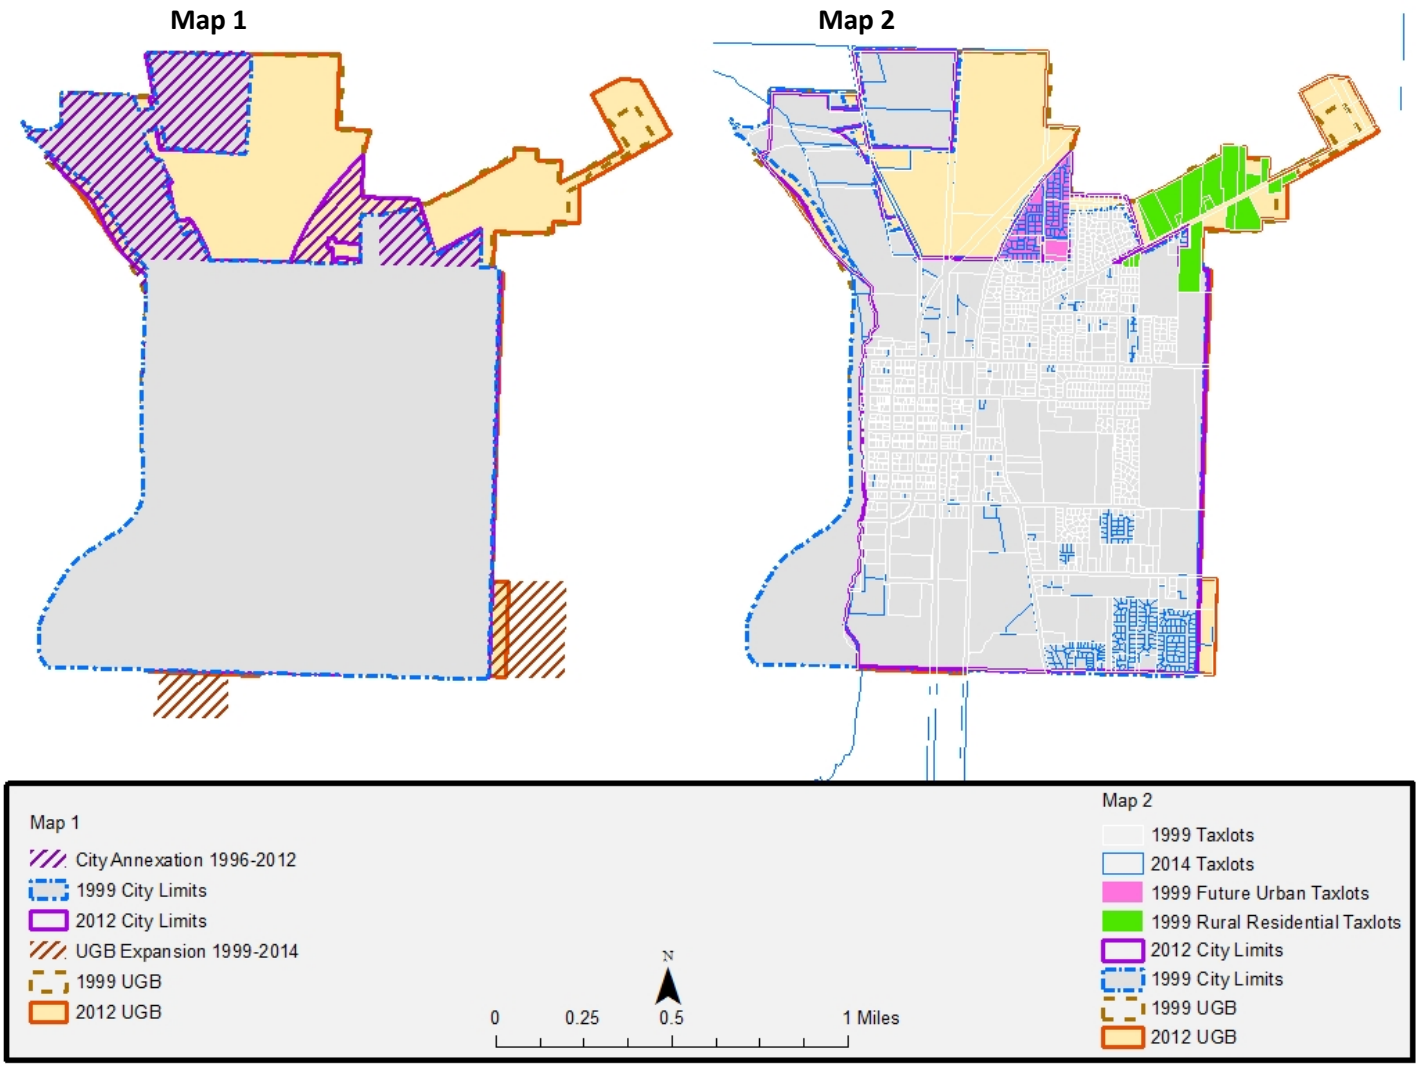 Map 1
Map 2
Map 1
City Annexation 1996-2012
1999 City Limits
2012 City Limits
UGB Expansion 1999-2014
1999 UGB
2012 UGB
N
0 0.25 0.5 1 Miles
Map 2
1999 Taxlots
2014 Taxlots
1999 Future Urban Taxlots
1999 Rural Residential Taxlots
2012 City Limits
1999 City Limits
1999 UGB
2012 UGB